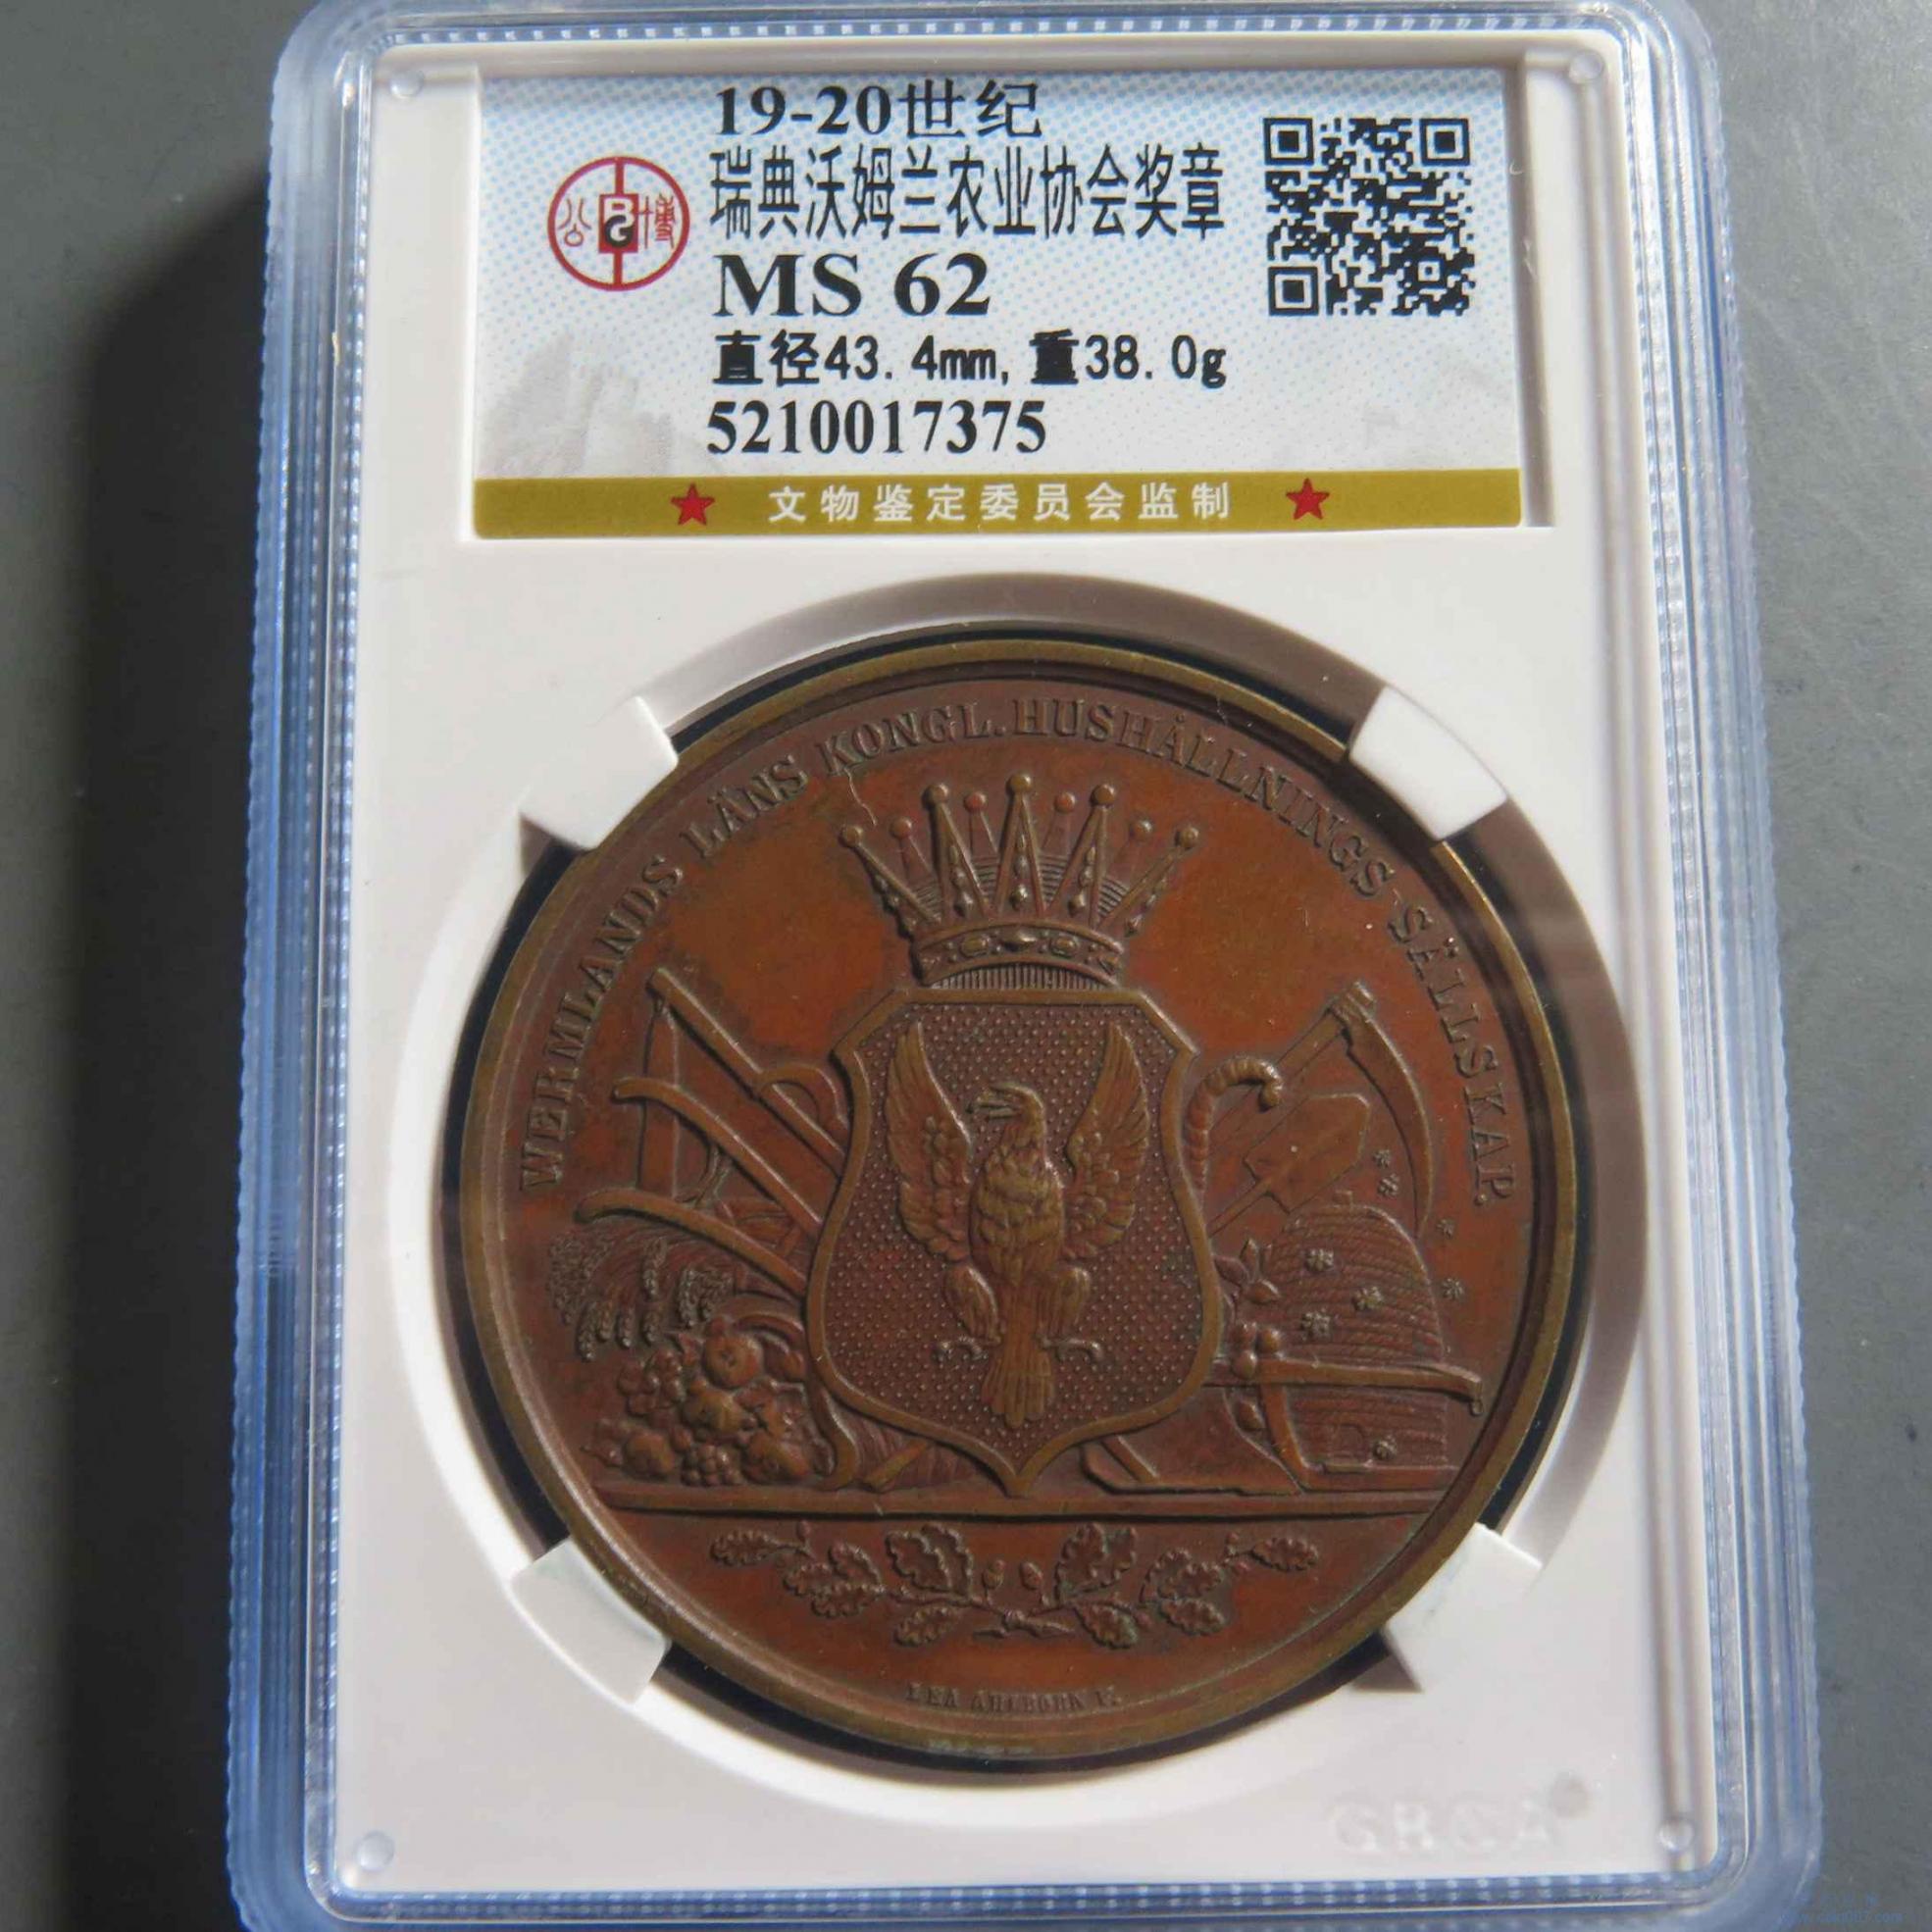 19-20世纪
瑞典沃姆兰农业协会奖章
公 博
MS 62
直径43.4mm,重38.0g
5210017375
★ 文物鉴定委员会监制 ★
WERMLANDS LÄNS KONGL. HUSHÅLLNINGS-SÄLLSKAP.
LEA AHLBORN F.